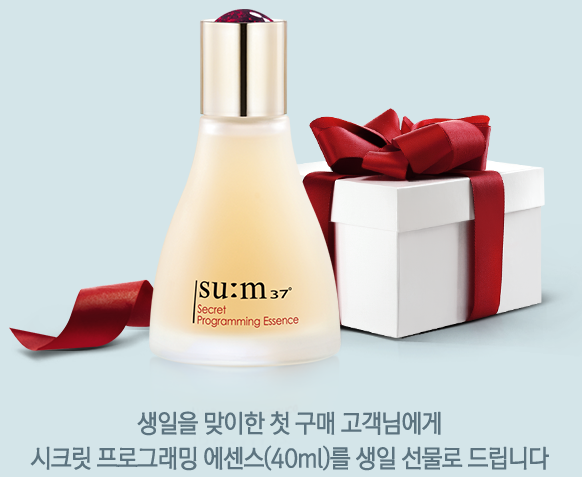 su:m 37°
Secret
Programming Essence
생일을 맞이한 첫 구매 고객님에게
시크릿 프로그래밍 에센스(40ml)를 생일 선물로 드립니다